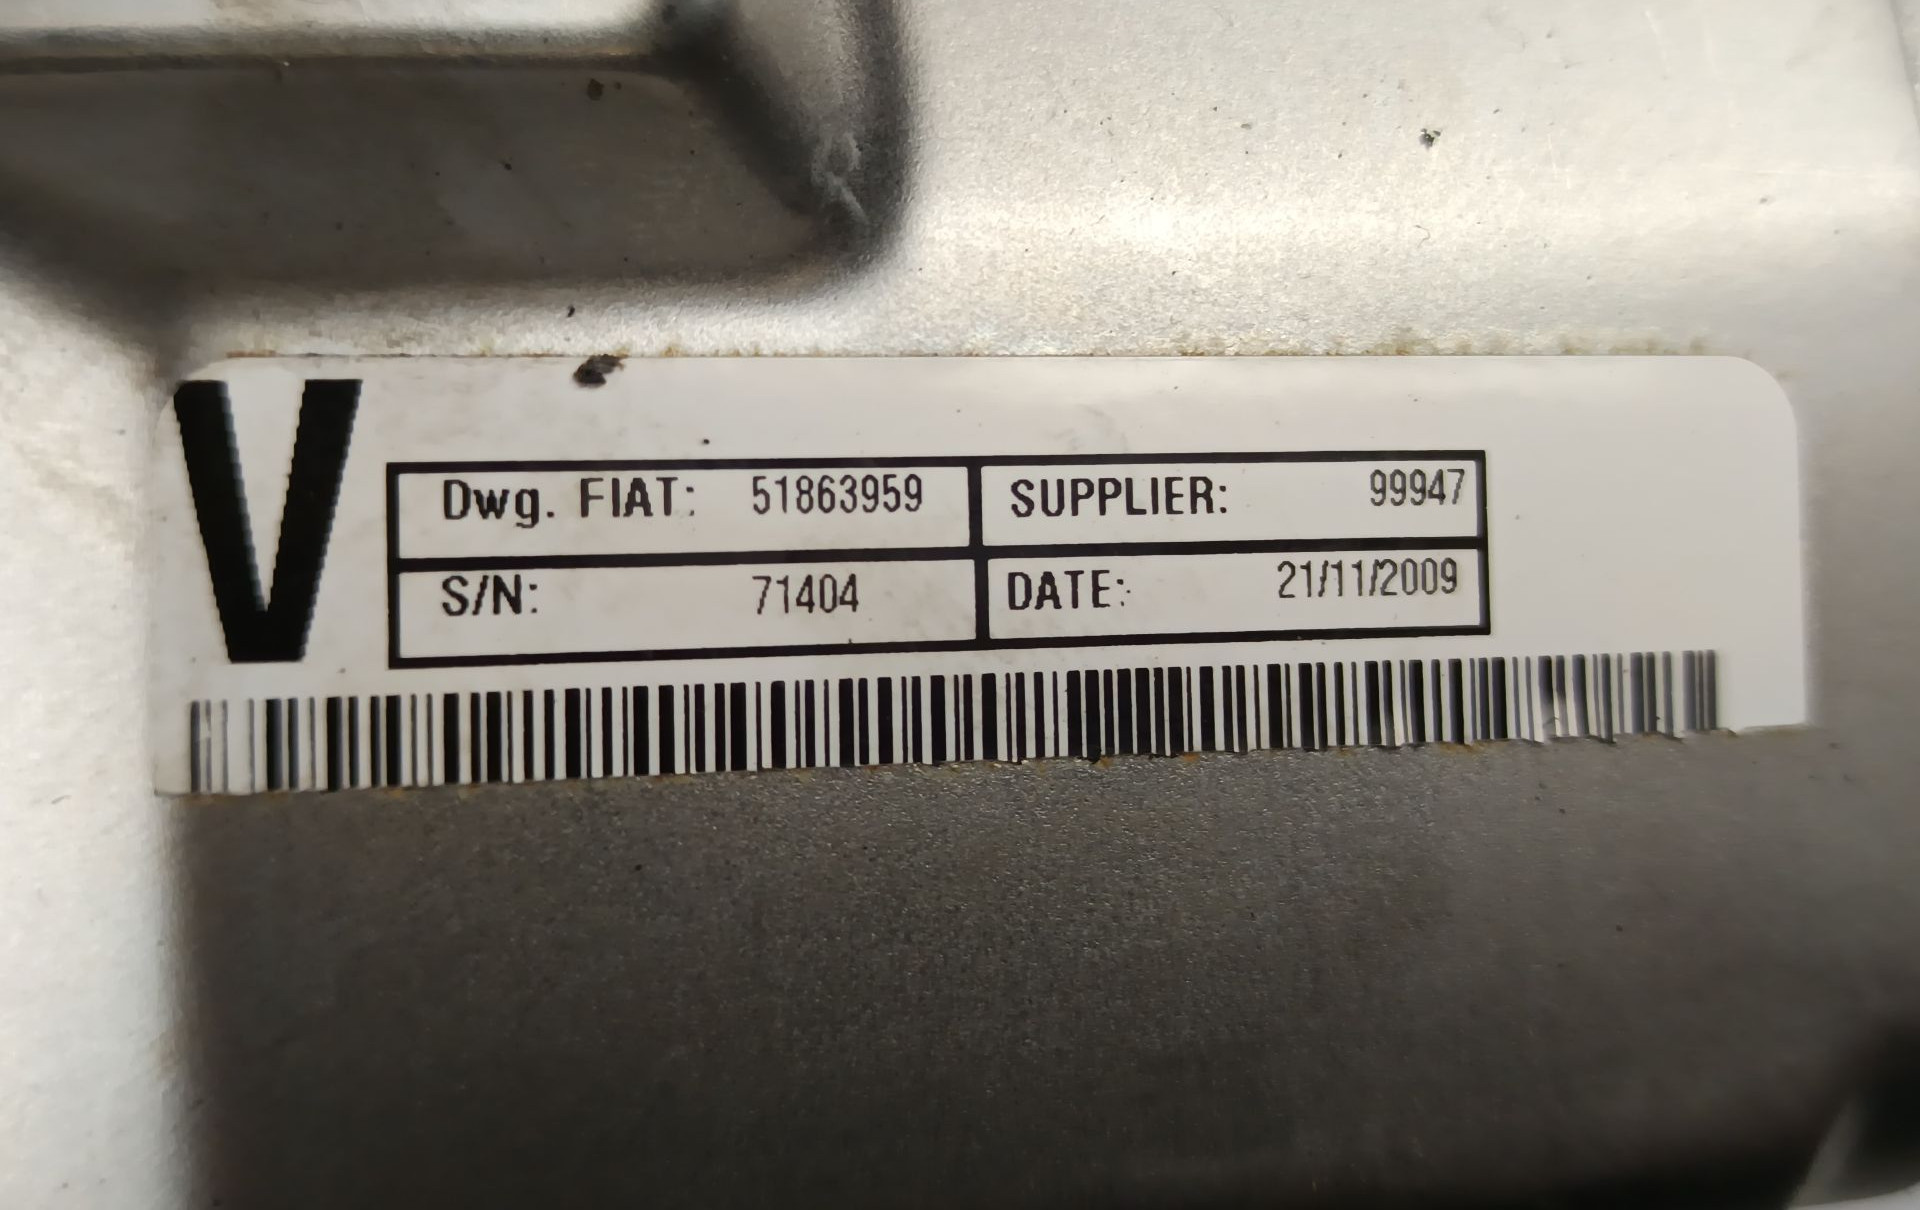 V
Dwg. FIAT: 51863959 SUPPLIER: 99947
S/N: 71404 DATE: 21/11/2009